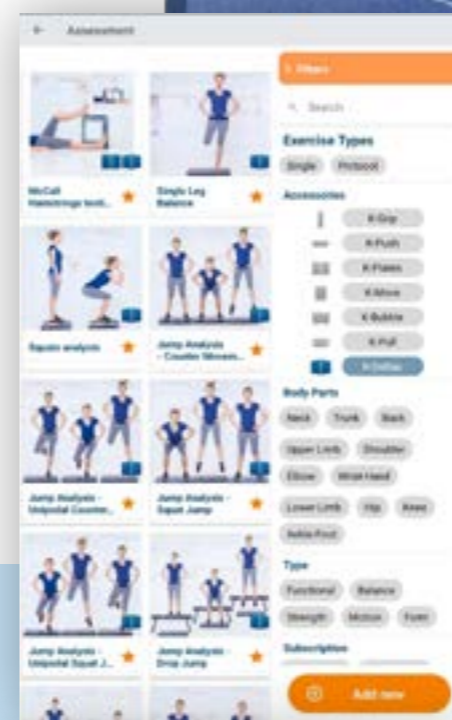 ← Assessment
McCall
Hamstrings test...
Single Leg
Balance
Squats analysis
Jump Analysis
- Counter Movem...
Jump Analysis -
Unipodal Counter...
Jump Analysis -
Squat Jump
Jump Analysis -
Unipodal Squat J...
Jump Analysis -
Drop Jump
Filters
Search
Exercise Types
Single Protocol
Accessories
K-Grip
K-Push
K-Plates
K-Move
K-Bubble
K-Pull
K-Deltas
Body Parts
Neck Trunk Back
Upper Limb Shoulder
Elbow Wrist-Hand
Lower Limb Hip Knee
Ankle-Foot
Type
Functional Balance
Strength Motion Form
Subscription
Add new